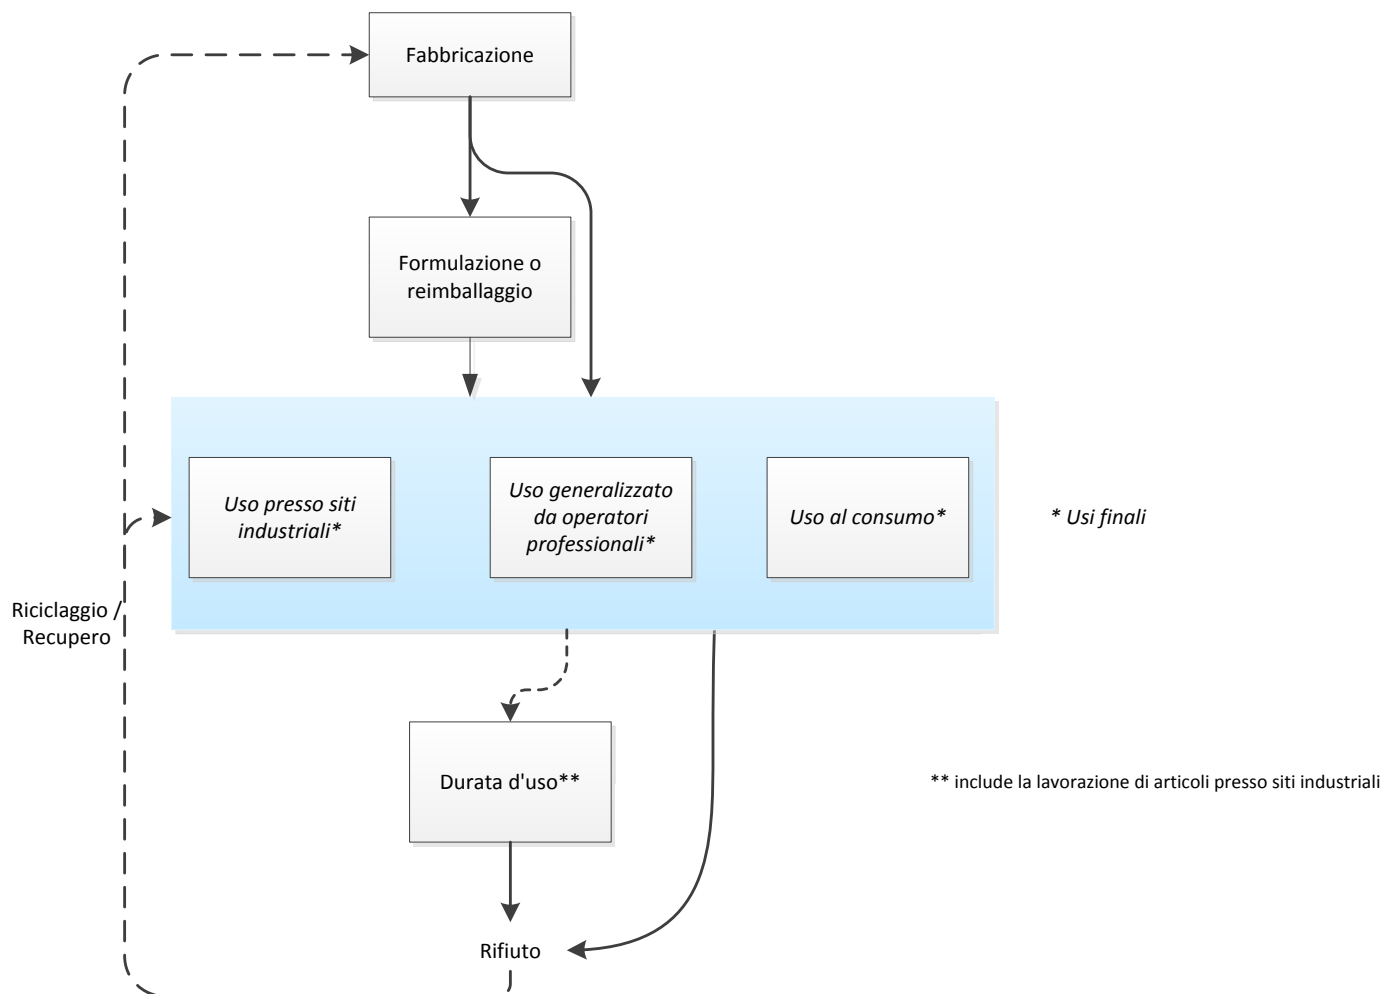 Fabbricazione
Formulazione o
reimballaggio
Uso presso siti
industriali*
Uso generalizzato
da operatori
professionali*
Uso al consumo*
* Usi finali
Riciclaggio /
Recupero
Durata d'uso**
** include la lavorazione di articoli presso siti industriali
Rifiuto